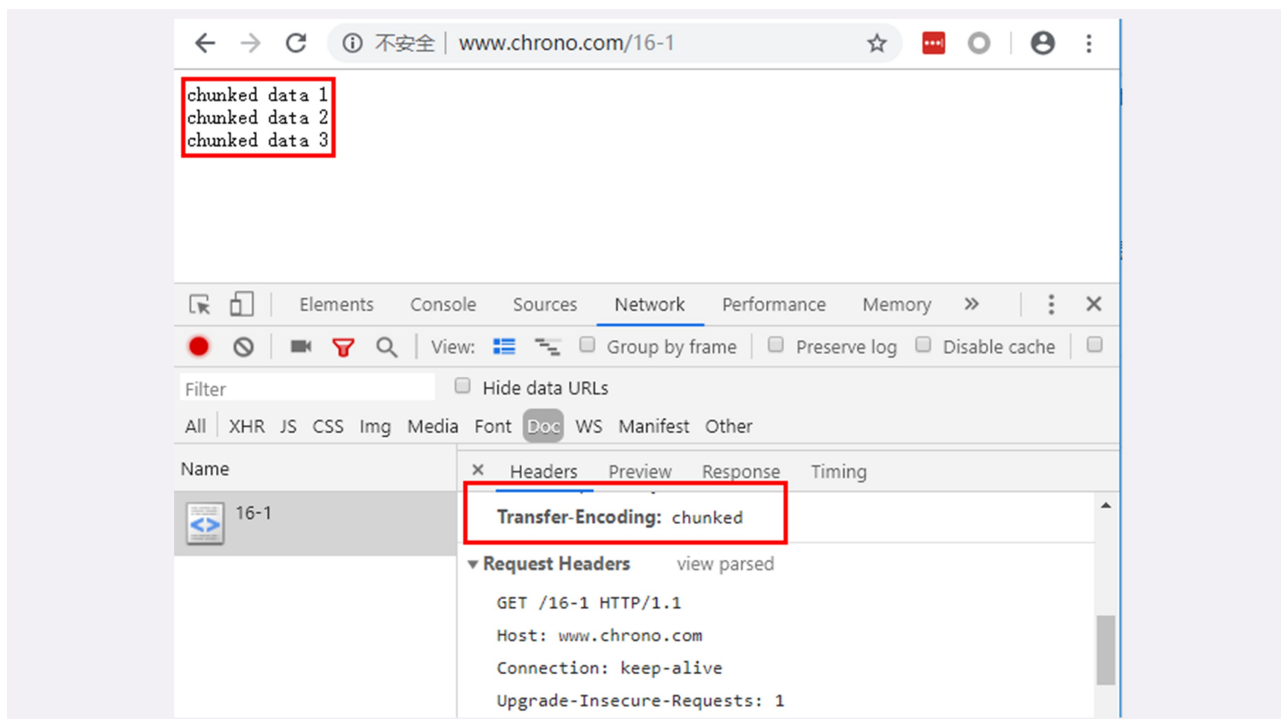 不安全 www.chrono.com/16-1
chunked data 1
chunked data 2
chunked data 3
Elements Console Sources Network Performance Memory »
View: Group by frame Preserve log Disable cache
Filter Hide data URLs
All XHR JS CSS Img Media Font Doc WS Manifest Other
Name × Headers Preview Response Timing
16-1
Transfer-Encoding: chunked
▼ Request Headers view parsed
GET /16-1 HTTP/1.1
Host: www.chrono.com
Connection: keep-alive
Upgrade-Insecure-Requests: 1